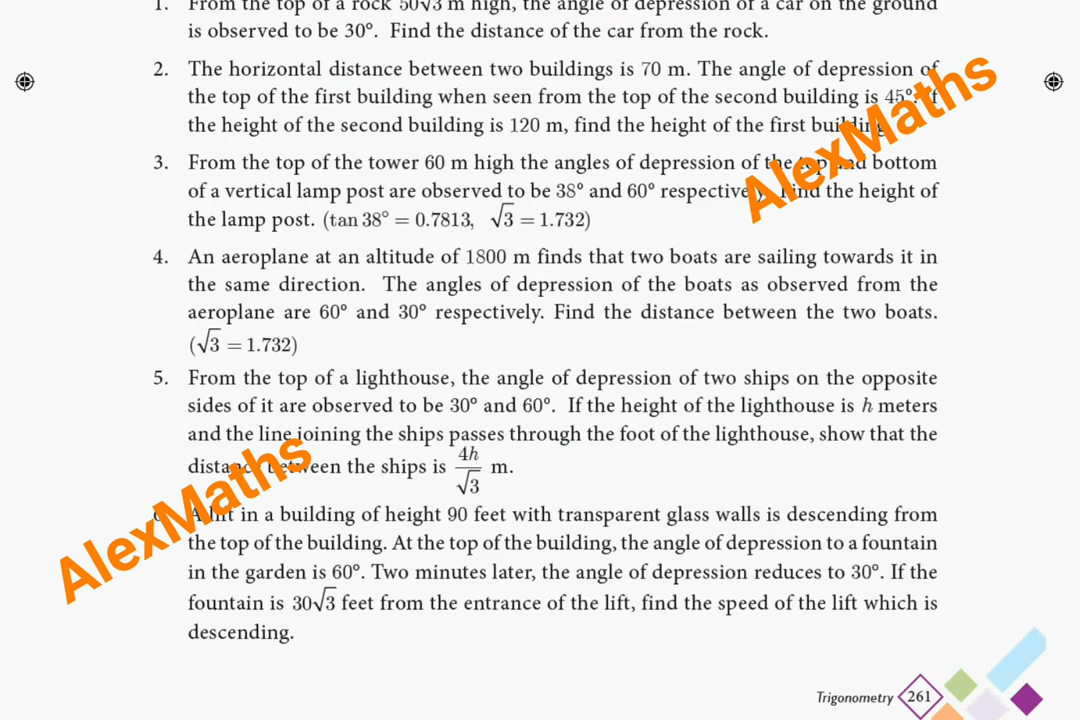 1. From the top of a rock 50√3 m high, the angle of depression of a car on the ground
is observed to be 30°. Find the distance of the car from the rock.
2. The horizontal distance between two buildings is 70 m. The angle of depression of
the top of the first building when seen from the top of the second building is 45°. If
the height of the second building is 120 m, find the height of the first building.
3. From the top of the tower 60 m high the angles of depression of the top and bottom
of a vertical lamp post are observed to be 38° and 60° respectively. Find the height of
the lamp post. (tan 38° = 0.7813, √3 = 1.732)
4. An aeroplane at an altitude of 1800 m finds that two boats are sailing towards it in
the same direction. The angles of depression of the boats as observed from the
aeroplane are 60° and 30° respectively. Find the distance between the two boats.
(√3 = 1.732)
5. From the top of a lighthouse, the angle of depression of two ships on the opposite
sides of it are observed to be 30° and 60°. If the height of the lighthouse is h meters
and the line joining the ships passes through the foot of the lighthouse, show that the
distance between the ships is 4h/√3 m.
6. A lift in a building of height 90 feet with transparent glass walls is descending from
the top of the building. At the top of the building, the angle of depression to a fountain
in the garden is 60°. Two minutes later, the angle of depression reduces to 30°. If the
fountain is 30√3 feet from the entrance of the lift, find the speed of the lift which is
descending.
Trigonometry 261
AlexMaths
AlexMaths